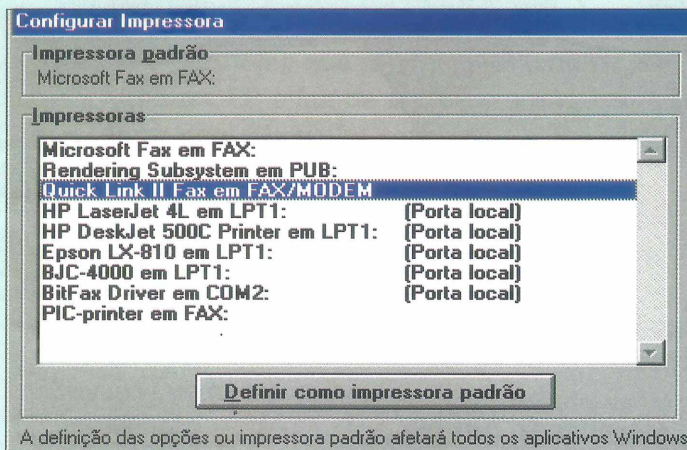 Configurar Impressora
Impressora padrão
Microsoft Fax em FAX:
Impressoras
Microsoft Fax em FAX:
Rendering Subsystem em PUB:
Quick Link II Fax em FAX/MODEM
HP LaserJet 4L em LPT1: (Porta local)
HP DeskJet 500C Printer em LPT1: (Porta local)
Epson LX-810 em LPT1: (Porta local)
BJC-4000 em LPT1: (Porta local)
BitFax Driver em COM2: (Porta local)
PIC-printer em FAX:
Definir como impressora padrão
A definição das opções ou impressora padrão afetará todos os aplicativos Windows